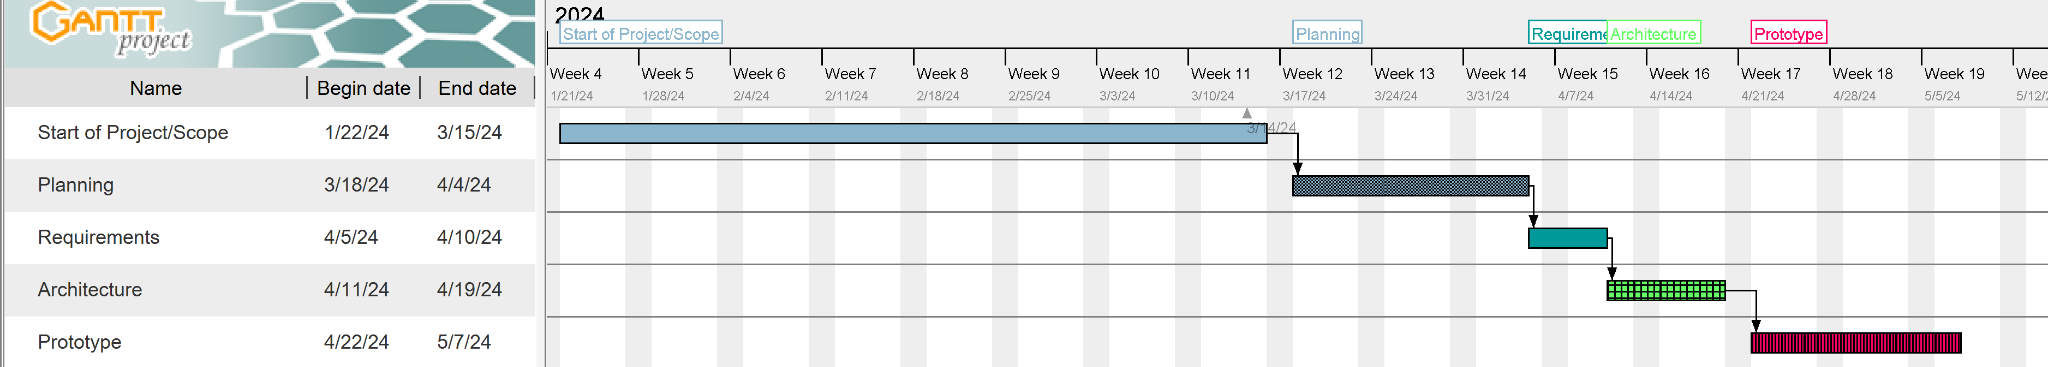 GANTT
project
2024
Start of Project/Scope Planning Requireme Architecture Prototype
Name Begin date End date
Week 4 Week 5 Week 6 Week 7 Week 8 Week 9 Week 10 Week 11 Week 12 Week 13 Week 14 Week 15 Week 16 Week 17 Week 18 Week 19 Wee
1/21/24 1/28/24 2/4/24 2/11/24 2/18/24 2/25/24 3/3/24 3/10/24 3/17/24 3/24/24 3/31/24 4/7/24 4/14/24 4/21/24 4/28/24 5/5/24 5/12/2
3/14/24
Start of Project/Scope 1/22/24 3/15/24
Planning 3/18/24 4/4/24
Requirements 4/5/24 4/10/24
Architecture 4/11/24 4/19/24
Prototype 4/22/24 5/7/24